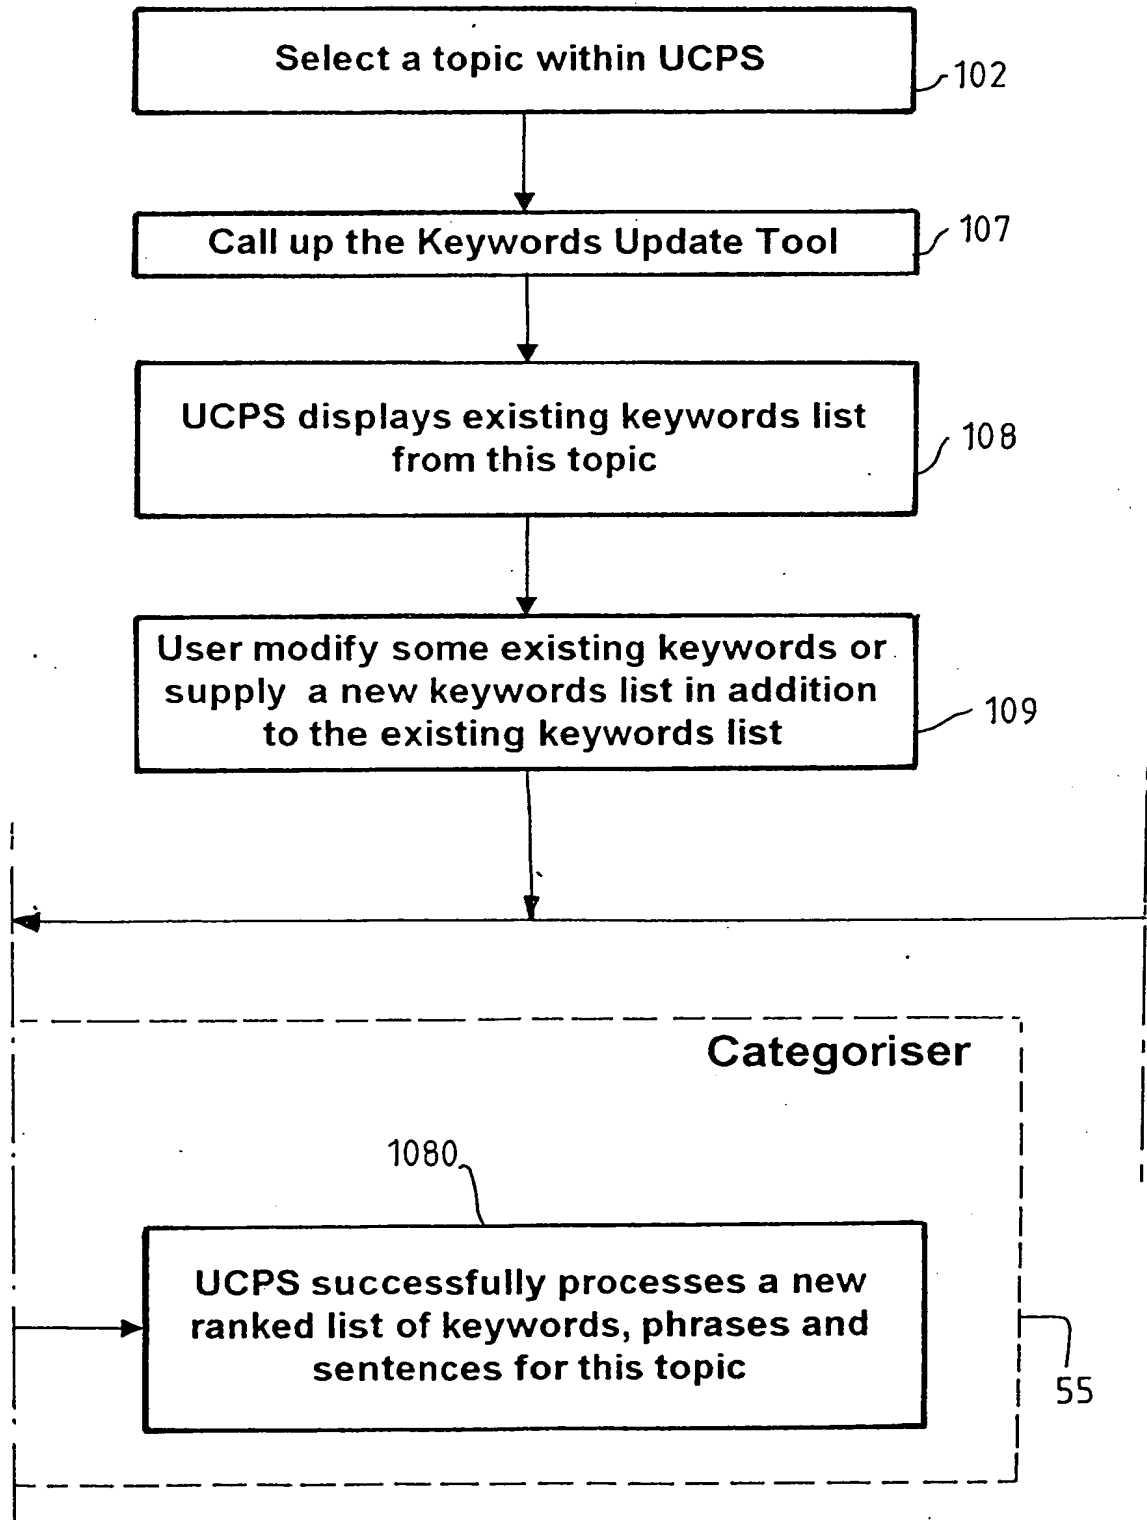 Select a topic within UCPS
102
Call up the Keywords Update Tool
107
UCPS displays existing keywords list
from this topic
108
User modify some existing keywords or
supply a new keywords list in addition
to the existing keywords list
109
Categoriser
1080
UCPS successfully processes a new
ranked list of keywords, phrases and
sentences for this topic
55